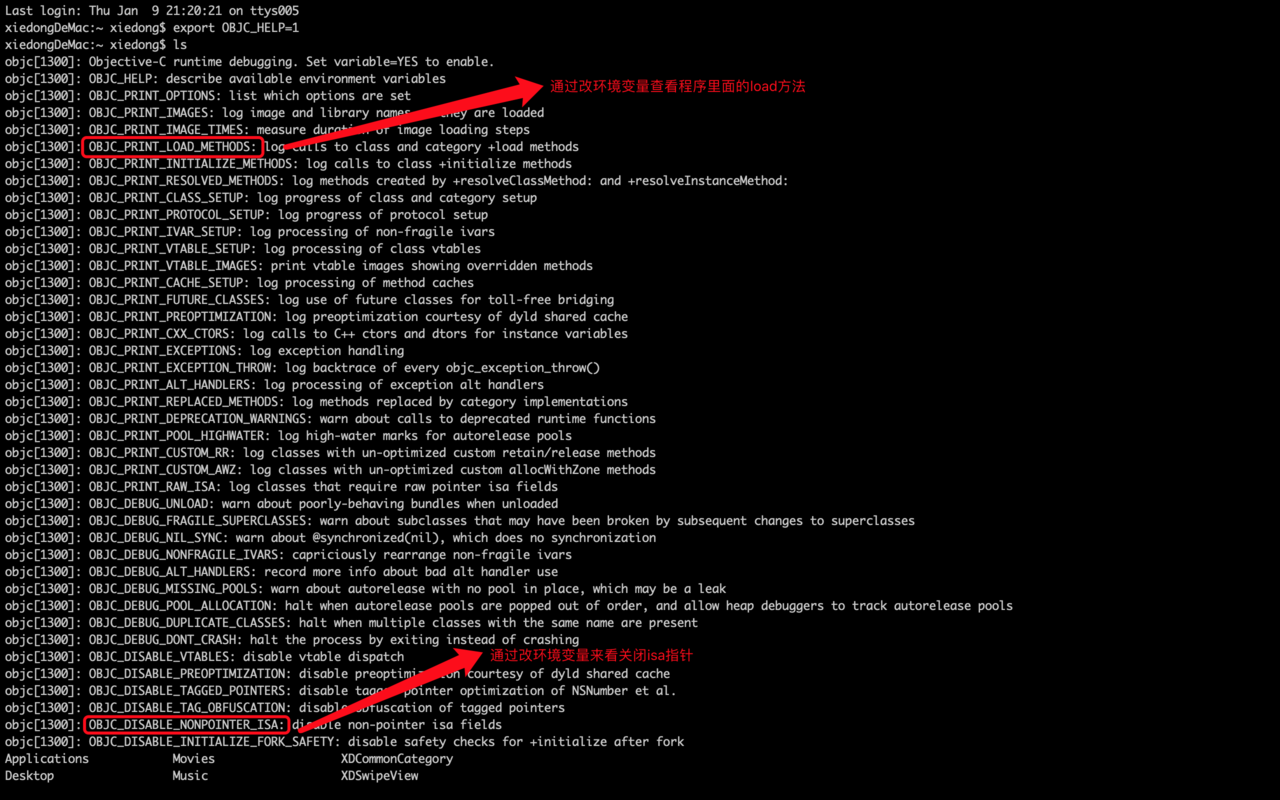 Last login: Thu Jan  9 21:20:21 on ttys005
xiedongDeMac:~ xiedong$ export OBJC_HELP=1
xiedongDeMac:~ xiedong$ ls
objc[1300]: Objective-C runtime debugging. Set variable=YES to enable.
objc[1300]: OBJC_HELP: describe available environment variables
通过改环境变量查看程序里面的load方法
objc[1300]: OBJC_PRINT_OPTIONS: list which options are set
objc[1300]: OBJC_PRINT_IMAGES: log image and library names they are loaded
objc[1300]: OBJC_PRINT_IMAGE_TIMES: measure duration of image loading steps
objc[1300]: OBJC_PRINT_LOAD_METHODS: log calls to class and category +load methods
objc[1300]: OBJC_PRINT_INITIALIZE_METHODS: log calls to class +initialize methods
objc[1300]: OBJC_PRINT_RESOLVED_METHODS: log methods created by +resolveClassMethod: and +resolveInstanceMethod:
objc[1300]: OBJC_PRINT_CLASS_SETUP: log progress of class and category setup
objc[1300]: OBJC_PRINT_PROTOCOL_SETUP: log progress of protocol setup
objc[1300]: OBJC_PRINT_IVAR_SETUP: log processing of non-fragile ivars
objc[1300]: OBJC_PRINT_VTABLE_SETUP: log processing of class vtables
objc[1300]: OBJC_PRINT_VTABLE_IMAGES: print vtable images showing overridden methods
objc[1300]: OBJC_PRINT_CACHE_SETUP: log processing of method caches
objc[1300]: OBJC_PRINT_FUTURE_CLASSES: log use of future classes for toll-free bridging
objc[1300]: OBJC_PRINT_PREOPTIMIZATION: log preoptimization courtesy of dyld shared cache
objc[1300]: OBJC_PRINT_CXX_CTORS: log calls to C++ ctors and dtors for instance variables
objc[1300]: OBJC_PRINT_EXCEPTIONS: log exception handling
objc[1300]: OBJC_PRINT_EXCEPTION_THROW: log backtrace of every objc_exception_throw()
objc[1300]: OBJC_PRINT_ALT_HANDLERS: log processing of exception alt handlers
objc[1300]: OBJC_PRINT_REPLACED_METHODS: log methods replaced by category implementations
objc[1300]: OBJC_PRINT_DEPRECATION_WARNINGS: warn about calls to deprecated runtime functions
objc[1300]: OBJC_PRINT_POOL_HIGHWATER: log high-water marks for autorelease pools
objc[1300]: OBJC_PRINT_CUSTOM_RR: log classes with un-optimized custom retain/release methods
objc[1300]: OBJC_PRINT_CUSTOM_AWZ: log classes with un-optimized custom allocWithZone methods
objc[1300]: OBJC_PRINT_RAW_ISA: log classes that require raw pointer isa fields
objc[1300]: OBJC_DEBUG_UNLOAD: warn about poorly-behaving bundles when unloaded
objc[1300]: OBJC_DEBUG_FRAGILE_SUPERCLASSES: warn about subclasses that may have been broken by subsequent changes to superclasses
objc[1300]: OBJC_DEBUG_NIL_SYNC: warn about @synchronized(nil), which does no synchronization
objc[1300]: OBJC_DEBUG_NONFRAGILE_IVARS: capriciously rearrange non-fragile ivars
objc[1300]: OBJC_DEBUG_ALT_HANDLERS: record more info about bad alt handler use
objc[1300]: OBJC_DEBUG_MISSING_POOLS: warn about autorelease with no pool in place, which may be a leak
objc[1300]: OBJC_DEBUG_POOL_ALLOCATION: halt when autorelease pools are popped out of order, and allow heap debuggers to track autorelease pools
objc[1300]: OBJC_DEBUG_DUPLICATE_CLASSES: halt when multiple classes with the same name are present
objc[1300]: OBJC_DEBUG_DONT_CRASH: halt the process by exiting instead of crashing
objc[1300]: OBJC_DISABLE_VTABLES: disable vtable dispatch
通过改环境变量来看关闭isa指针
objc[1300]: OBJC_DISABLE_PREOPTIMIZATION: disable preoptimization courtesy of dyld shared cache
objc[1300]: OBJC_DISABLE_TAGGED_POINTERS: disable tagged pointer optimization of NSNumber et al.
objc[1300]: OBJC_DISABLE_TAG_OBFUSCATION: disable obfuscation of tagged pointers
objc[1300]: OBJC_DISABLE_NONPOINTER_ISA: disable non-pointer isa fields
objc[1300]: OBJC_DISABLE_INITIALIZE_FORK_SAFETY: disable safety checks for +initialize after fork
Applications Movies XDCommonCategory
Desktop Music XDSwipeView